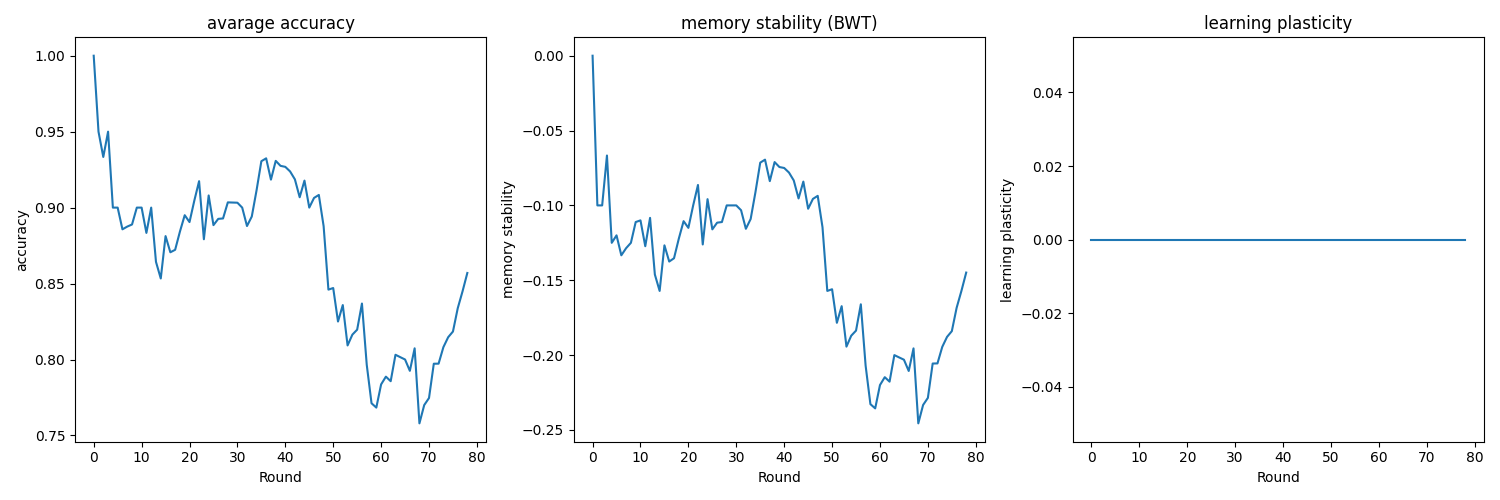 avarage accuracy
accuracy
1.00
0.95
0.90
0.85
0.80
0.75
0 10 20 30 40 50 60 70 80
Round
memory stability (BWT)
memory stability
0.00
−0.05
−0.10
−0.15
−0.20
−0.25
0 10 20 30 40 50 60 70 80
Round
learning plasticity
learning plasticity
0.04
0.02
0.00
−0.02
−0.04
0 10 20 30 40 50 60 70 80
Round